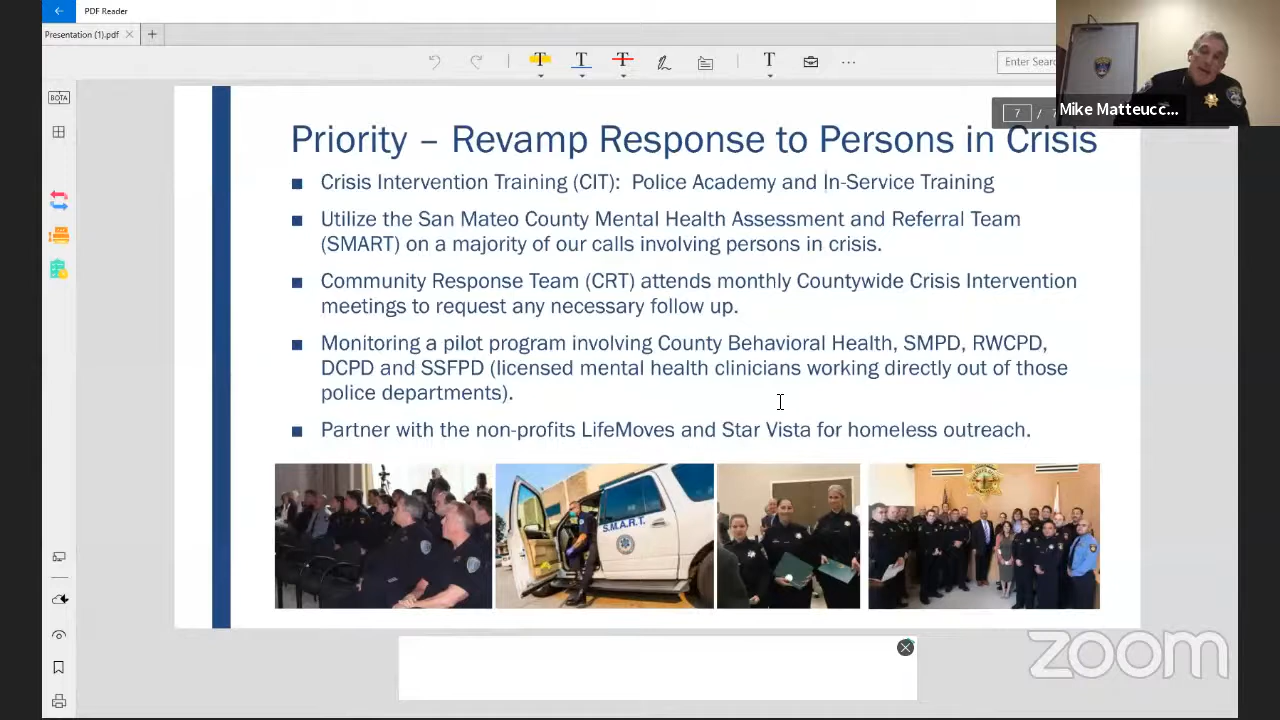 PDF Reader
Presentation (1).pdf
Enter Sear
BOTA
7 /
Mike Matteucc...
Priority – Revamp Response to Persons in Crisis
Crisis Intervention Training (CIT): Police Academy and In-Service Training
Utilize the San Mateo County Mental Health Assessment and Referral Team
(SMART) on a majority of our calls involving persons in crisis.
Community Response Team (CRT) attends monthly Countywide Crisis Intervention
meetings to request any necessary follow up.
Monitoring a pilot program involving County Behavioral Health, SMPD, RWCPD,
DCPD and SSFPD (licensed mental health clinicians working directly out of those
police departments).
Partner with the non-profits LifeMoves and Star Vista for homeless outreach.
S.M.A.R.T.
zoom